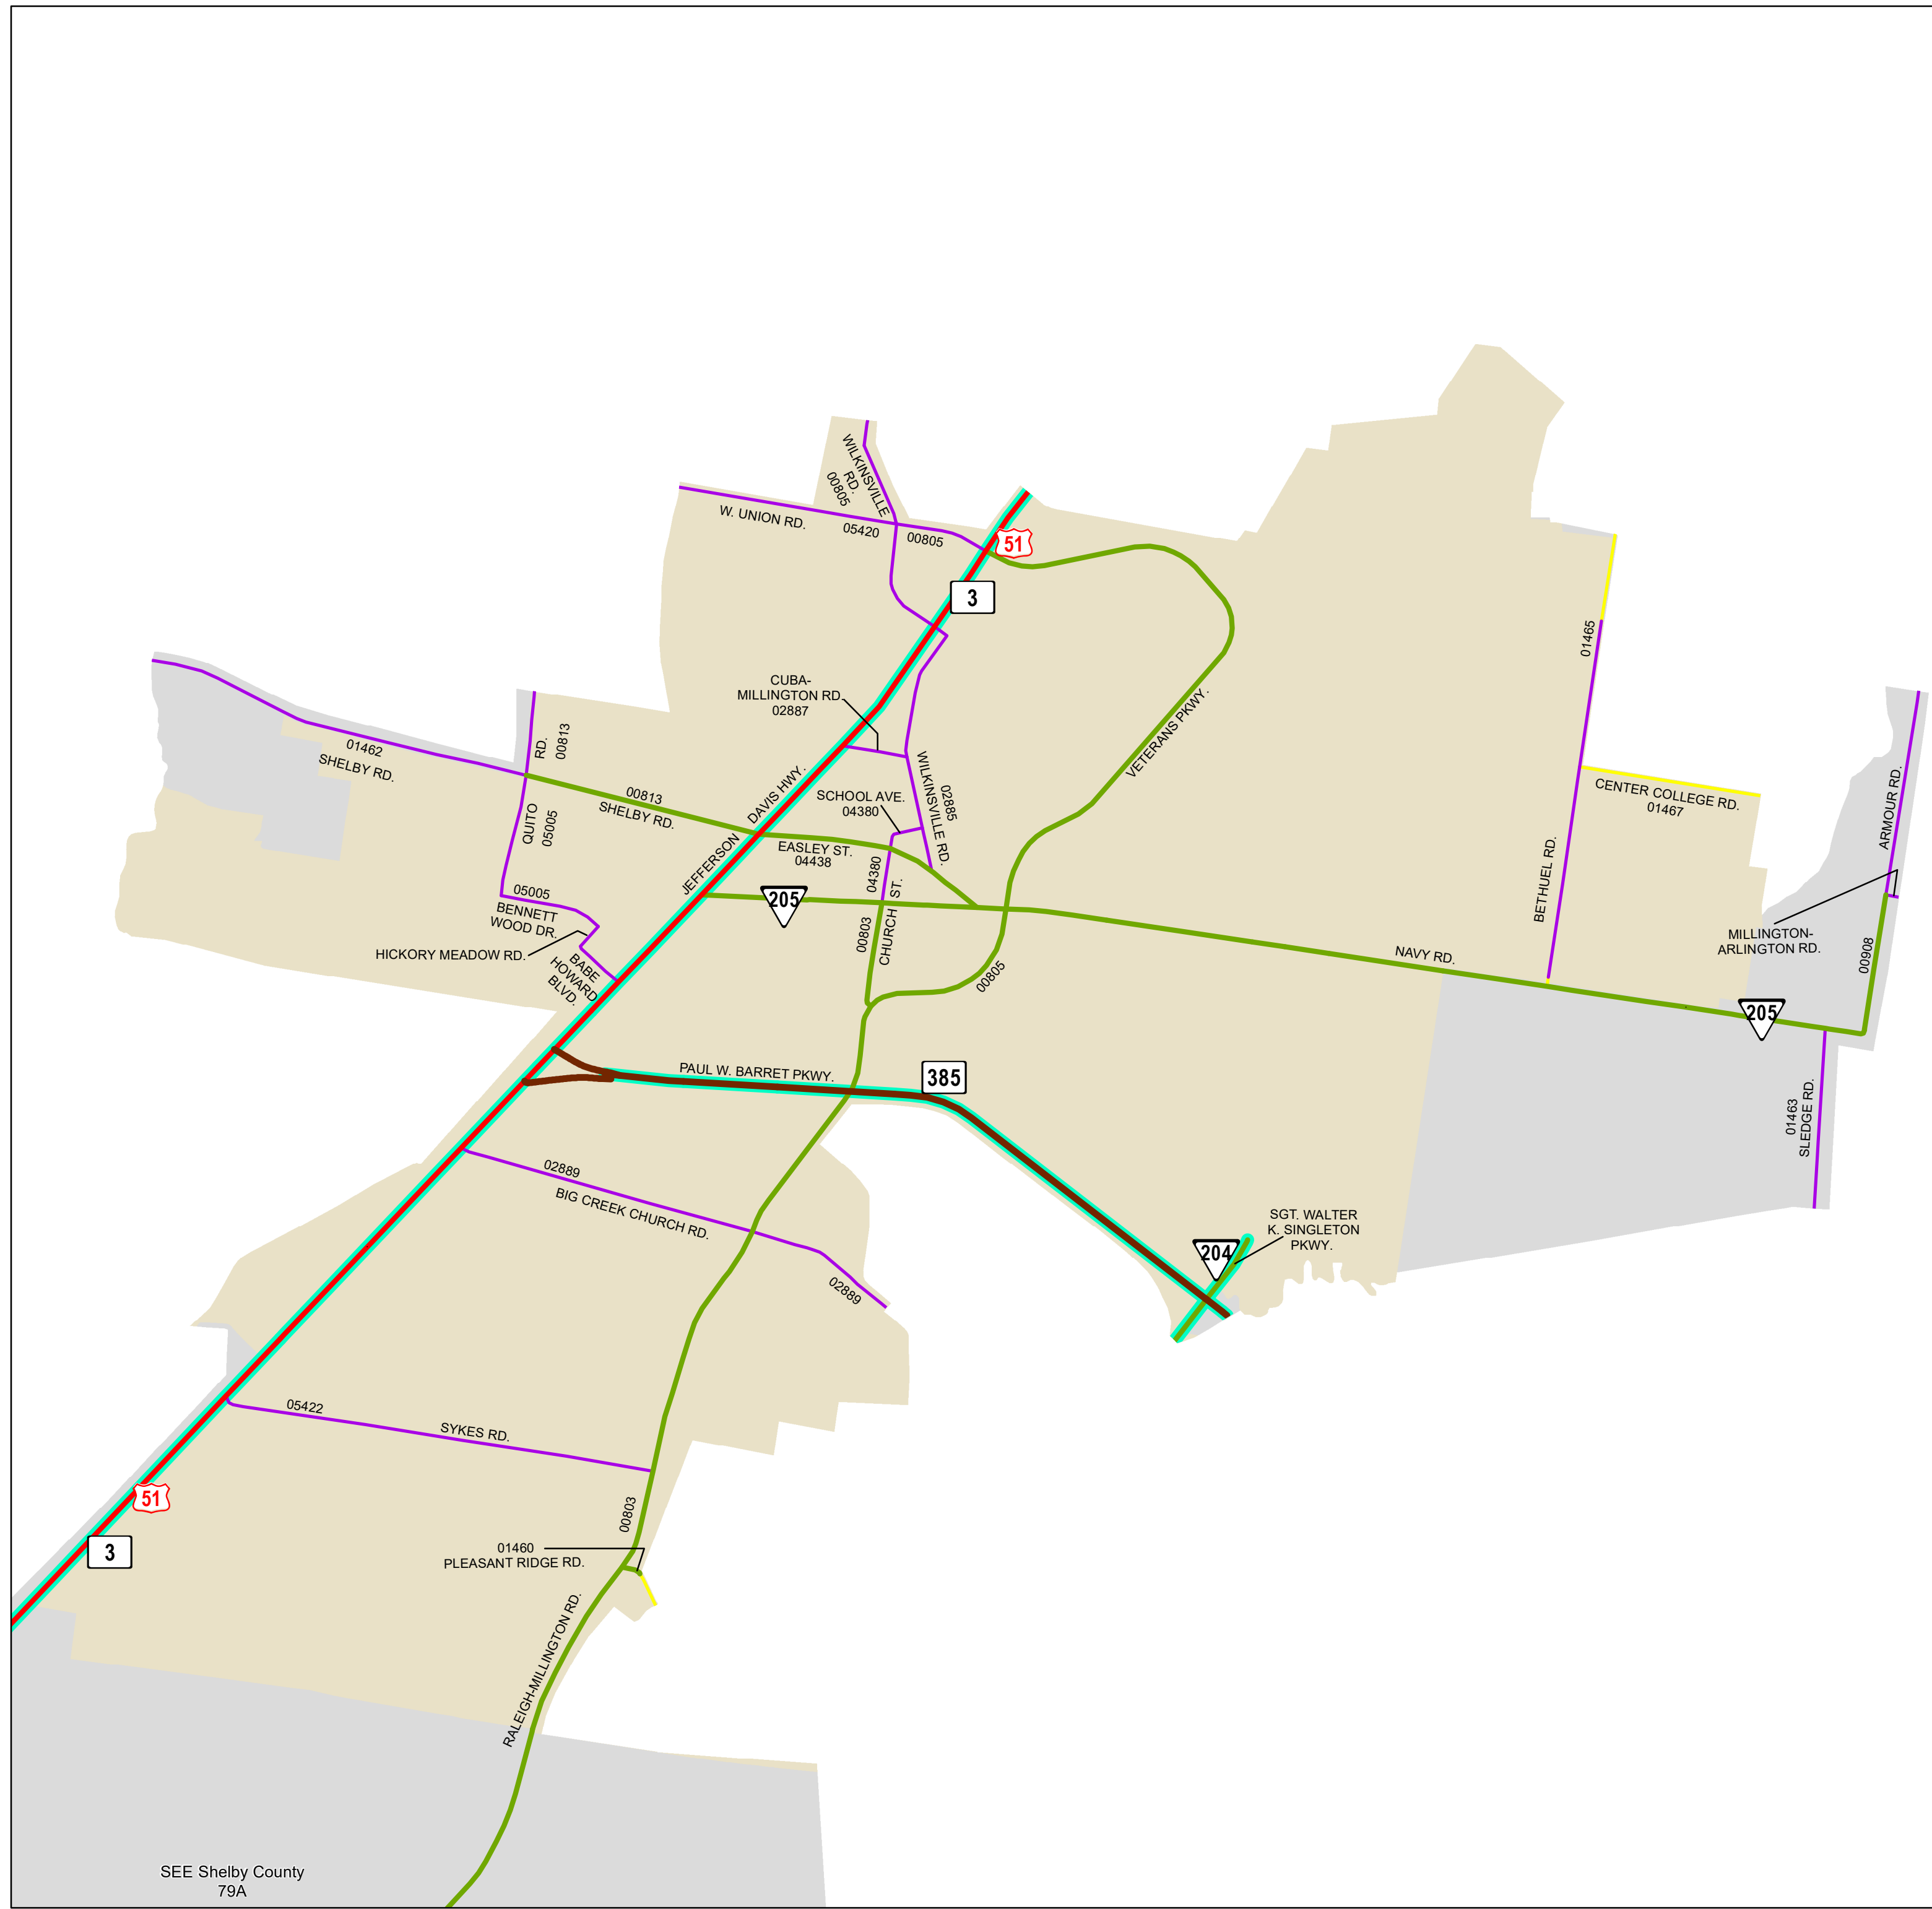 WILKINSVILLE
RD.
00805
W. UNION RD.
05420
00805
51
3
CUBA-
MILLINGTON RD.
02887
VETERANS PKWY.
01465
01462
SHELBY RD.
RD.
00813
QUITO
05005
00813
SHELBY RD.
JEFFERSON
DAVIS HWY.
SCHOOL AVE.
04380
02885
WILKINSVILLE RD.
EASLEY ST.
04438
04380
205
CHURCH
ST.
00803
00805
CENTER COLLEGE RD.
01467
ARMOUR RD.
BETHUEL RD.
05005
BENNETT
WOOD DR.
HICKORY MEADOW RD.
BABE
HOWARD
BLVD.
NAVY RD.
MILLINGTON-
ARLINGTON RD.
00908
205
PAUL W. BARRET PKWY.
385
01463
SLEDGE RD.
02889
BIG CREEK CHURCH RD.
02889
SGT. WALTER
K. SINGLETON
PKWY.
204
05422
SYKES RD.
51
3
00803
01460
PLEASANT RIDGE RD.
RALEIGH-MILLINGTON RD.
SEE Shelby County
79A